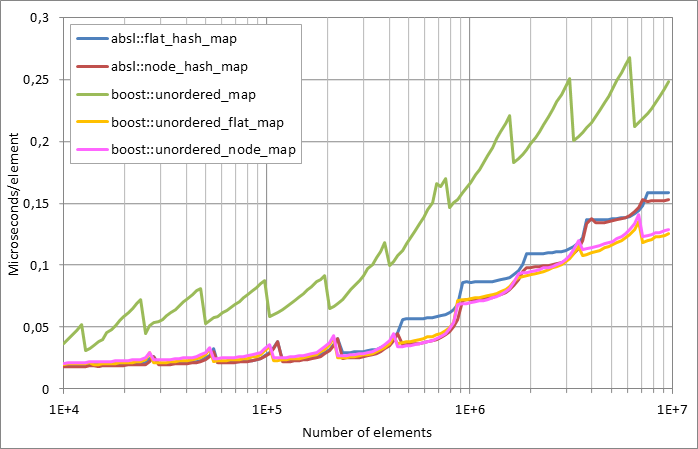 0,3
absl::flat_hash_map
absl::node_hash_map
boost::unordered_map
boost::unordered_flat_map
boost::unordered_node_map
0,25
0,2
0,15
0,1
0,05
0
Microseconds/element
1E+4
1E+5
1E+6
1E+7
Number of elements